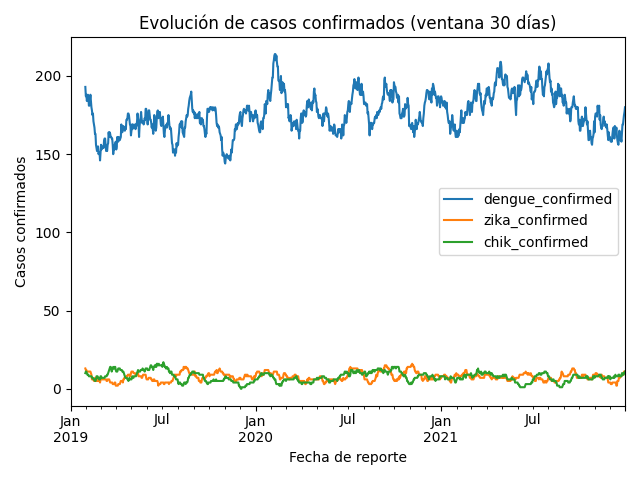 Evolución de casos confirmados (ventana 30 días)
Casos confirmados
200
150
100
50
0
dengue_confirmed
zika_confirmed
chik_confirmed
Jan Jul Jan Jul Jan Jul
2019 2020 2021
Fecha de reporte